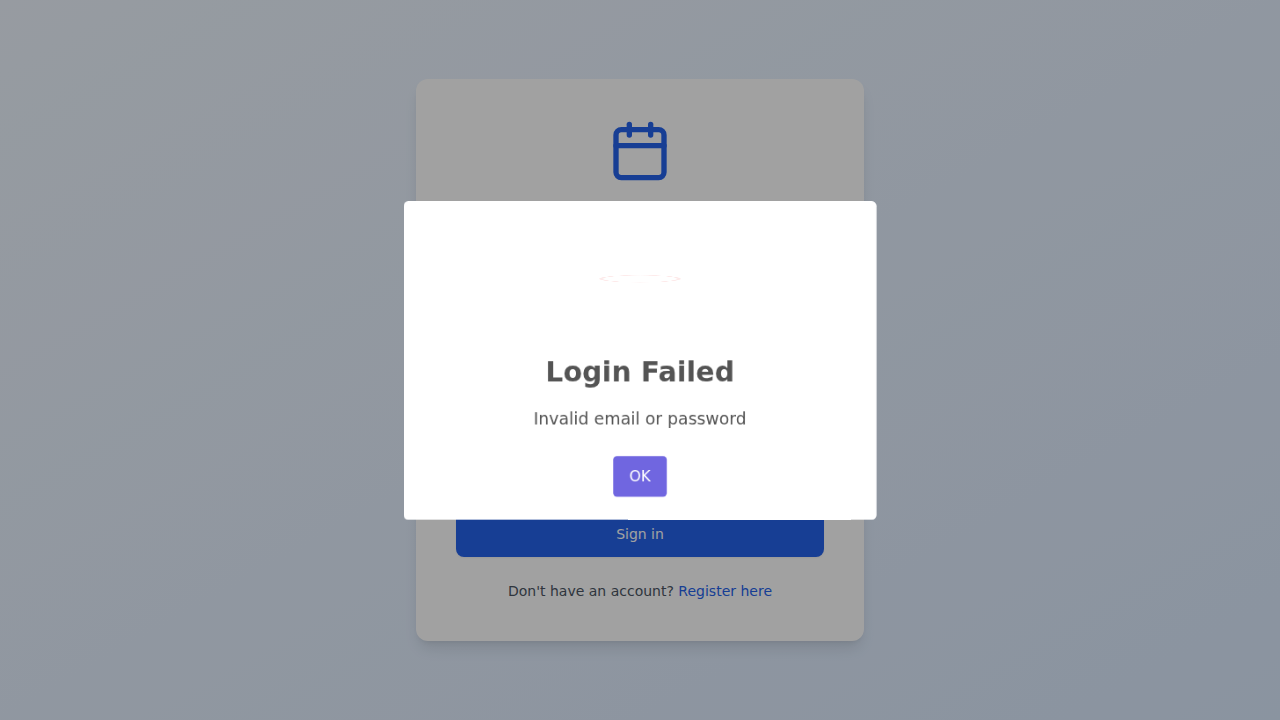 Login Failed
Invalid email or password
OK
Sign in
Don't have an account? Register here